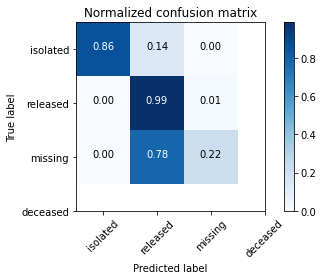 Normalized confusion matrix
isolated 0.86 0.14 0.00
released 0.00 0.99 0.01
missing 0.00 0.78 0.22
deceased
isolated released missing deceased
True label
Predicted label
0.8
0.6
0.4
0.2
0.0